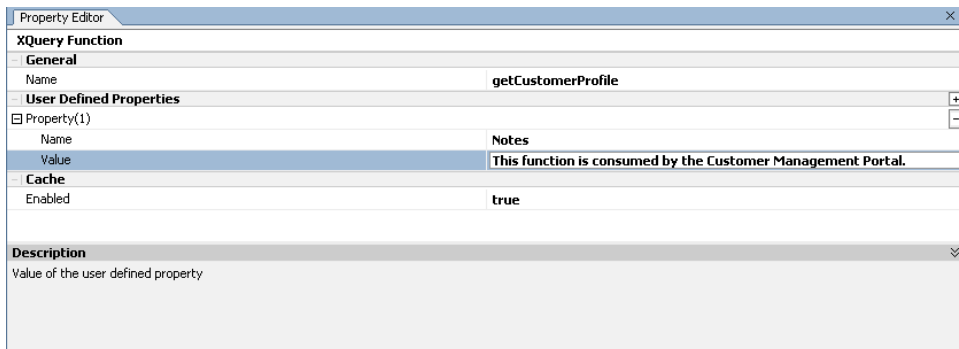 Property Editor
XQuery Function
General
Name getCustomerProfile
User Defined Properties
Property(1)
Name Notes
Value This function is consumed by the Customer Management Portal.
Cache
Enabled true
Description
Value of the user defined property